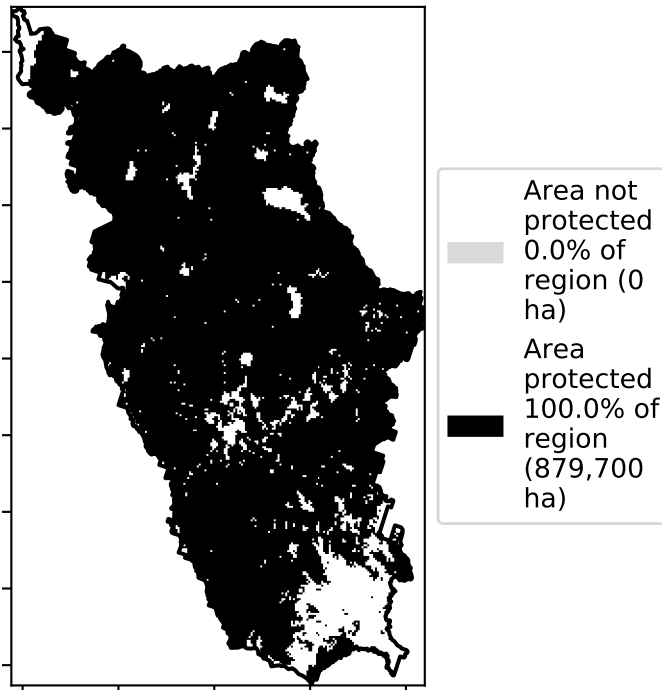 Area not
protected
0.0% of
region (0
ha)
Area
protected
100.0% of
region
(879,700
ha)